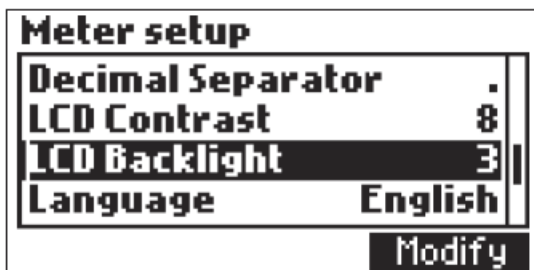 Meter setup
Decimal Separator .
LCD Contrast 8
LCD Backlight 3
Language English
Modify